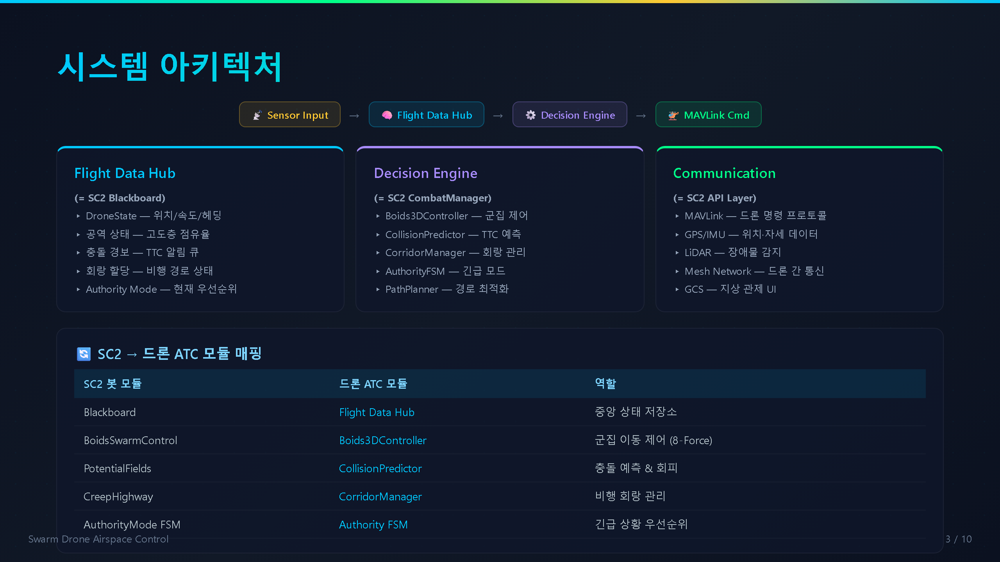 시스템 아키텍처
Sensor Input → Flight Data Hub → Decision Engine → MAVLink Cmd
Flight Data Hub
(= SC2 Blackboard)
‣ DroneState — 위치/속도/헤딩
‣ 공역 상태 — 고도층 점유율
‣ 충돌 경보 — TTC 알림 큐
‣ 회랑 할당 — 비행 경로 상태
‣ Authority Mode — 현재 우선순위
Decision Engine
(= SC2 CombatManager)
‣ Boids3DController — 군집 제어
‣ CollisionPredictor — TTC 예측
‣ CorridorManager — 회랑 관리
‣ AuthorityFSM — 긴급 모드
‣ PathPlanner — 경로 최적화
Communication
(= SC2 API Layer)
‣ MAVLink — 드론 명령 프로토콜
‣ GPS/IMU — 위치·자세 데이터
‣ LiDAR — 장애물 감지
‣ Mesh Network — 드론 간 통신
‣ GCS — 지상 관제 UI
SC2 → 드론 ATC 모듈 매핑
SC2 봇 모듈 드론 ATC 모듈 역할
Blackboard Flight Data Hub 중앙 상태 저장소
BoidsSwarmControl Boids3DController 군집 이동 제어 (8-Force)
PotentialFields CollisionPredictor 충돌 예측 & 회피
CreepHighway CorridorManager 비행 회랑 관리
AuthorityMode FSM Authority FSM 긴급 상황 우선순위
Swarm Drone Airspace Control
3 / 10